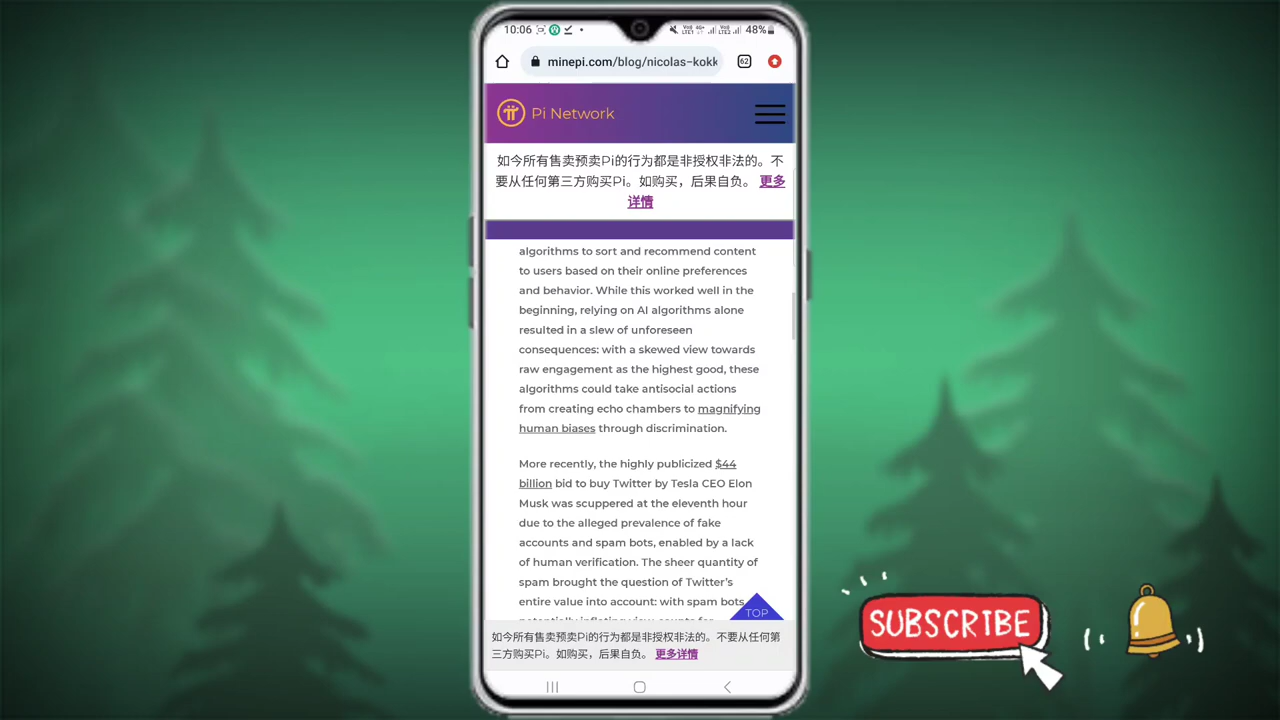 10:06
48%
minepi.com/blog/nicolas-kokk
62
Pi Network
如今所有售卖预卖Pi的行为都是非授权非法的。不
要从任何第三方购买Pi。如购买，后果自负。 更多
详情
algorithms to sort and recommend content
to users based on their online preferences
and behavior. While this worked well in the
beginning, relying on AI algorithms alone
resulted in a slew of unforeseen
consequences: with a skewed view towards
raw engagement as the highest good, these
algorithms could take antisocial actions
from creating echo chambers to magnifying
human biases through discrimination.
More recently, the highly publicized $44
billion bid to buy Twitter by Tesla CEO Elon
Musk was scuppered at the eleventh hour
due to the alleged prevalence of fake
accounts and spam bots, enabled by a lack
of human verification. The sheer quantity of
spam brought the question of Twitter’s
entire value into account: with spam bots
TOP
如今所有售卖预卖Pi的行为都是非授权非法的。不要从任何第
三方购买Pi。如购买，后果自负。 更多详情
SUBSCRIBE